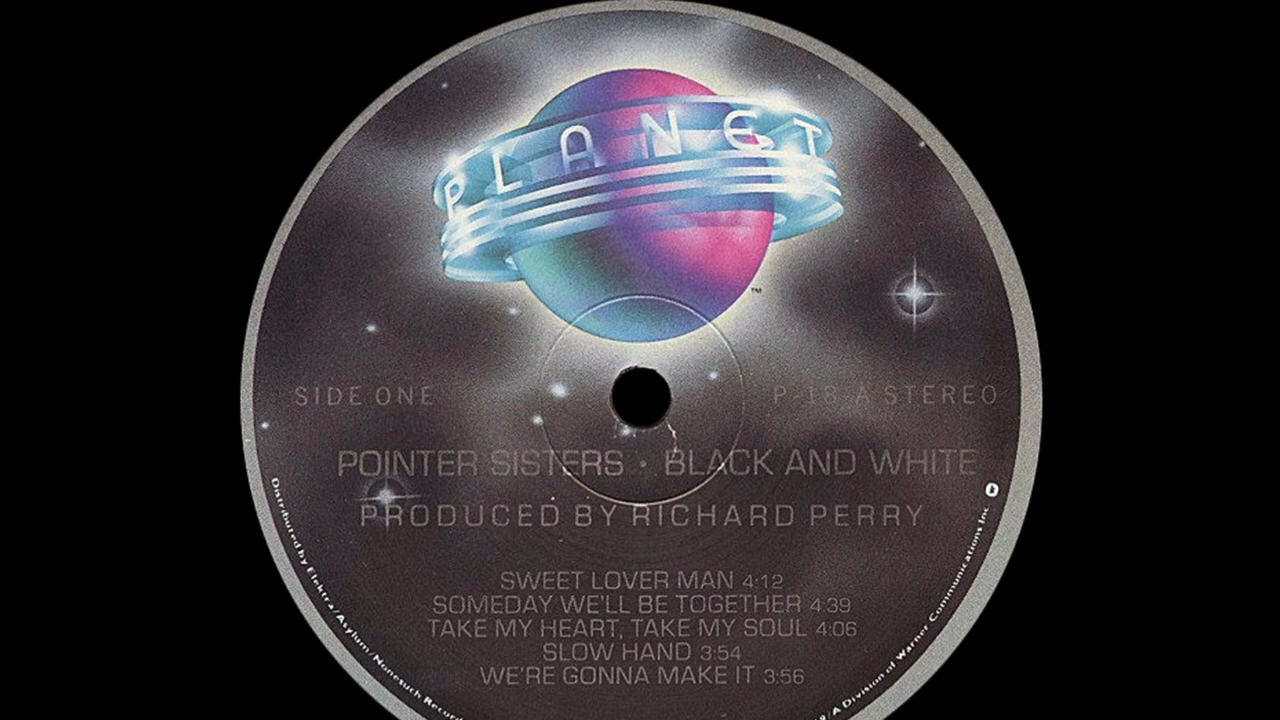 PLANET
TM
SIDE ONE
P-18-A STEREO
POINTER SISTERS · BLACK AND WHITE
PRODUCED BY RICHARD PERRY
SWEET LOVER MAN 4:12
SOMEDAY WE'LL BE TOGETHER 4:39
TAKE MY HEART, TAKE MY SOUL 4:06
SLOW HAND 3:54
WE'RE GONNA MAKE IT 3:56
Distributed by Elektra/Asylum/Nonesuch Record
/A Division of Warner Communications Inc.